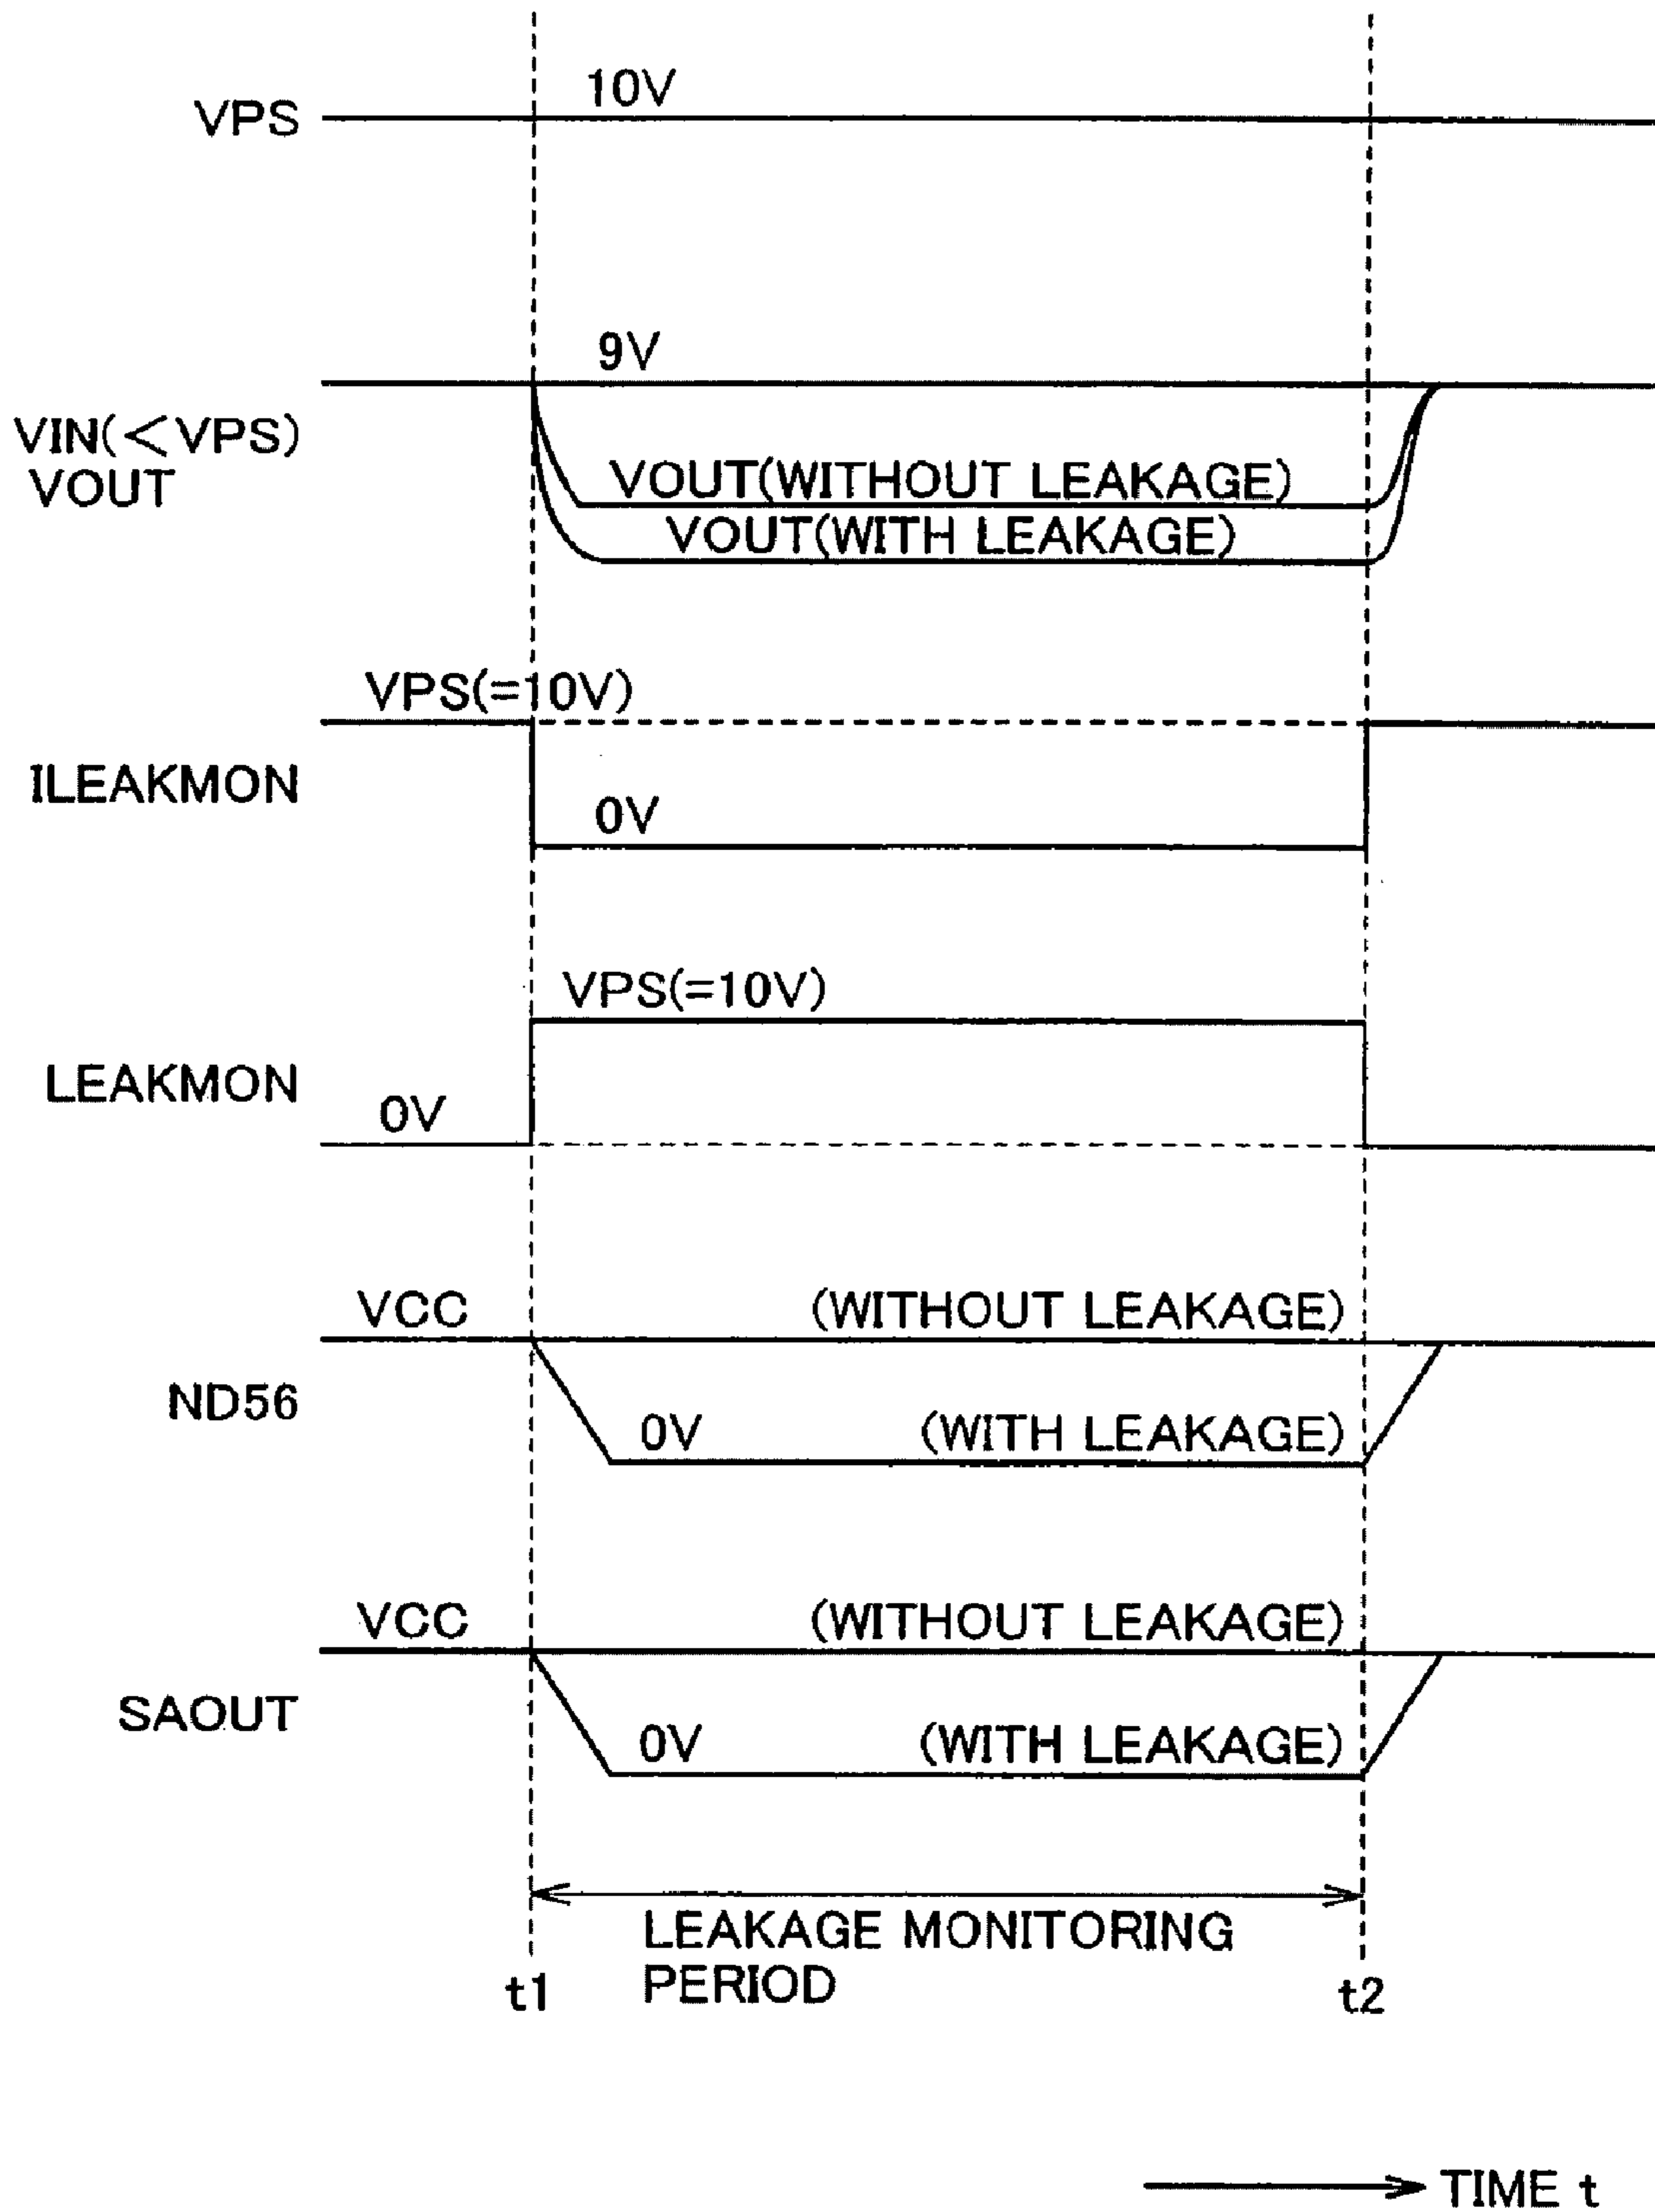 10V
VPS
9V
VIN(<VPS)
VOUT
VOUT(WITHOUT LEAKAGE)
VOUT(WITH LEAKAGE)
VPS(=10V)
ILEAKMON
0V
VPS(=10V)
LEAKMON
0V
VCC (WITHOUT LEAKAGE)
ND56
0V (WITH LEAKAGE)
VCC (WITHOUT LEAKAGE)
SAOUT
0V (WITH LEAKAGE)
LEAKAGE MONITORING
PERIOD
t1 t2
TIME t